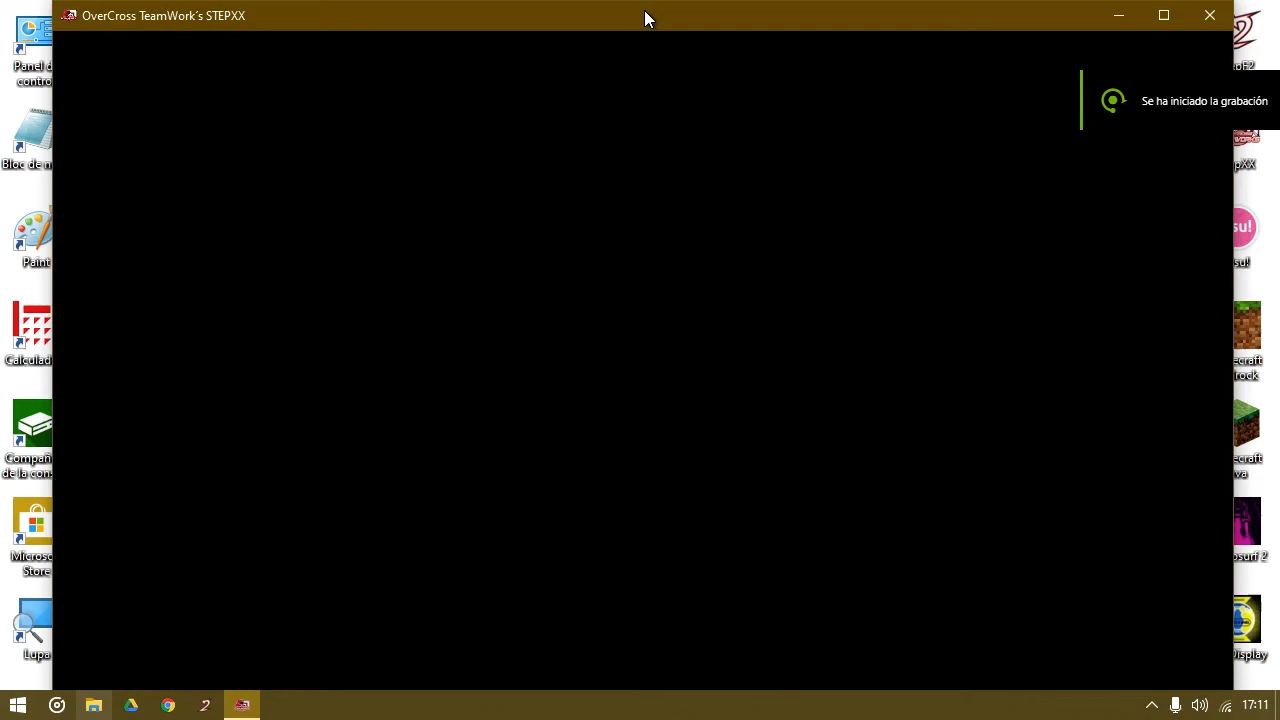 OverCross TeamWork's STEPXX
Se ha iniciado la grabación
Panel d
contro
Bloc de n
Paint
Calculad
Compañ
de la cons
Microso
Store
Lupa
pF2
pXX
su!
su!
ecraft
rock
ecraft
va
osurf 2
Display
17:11